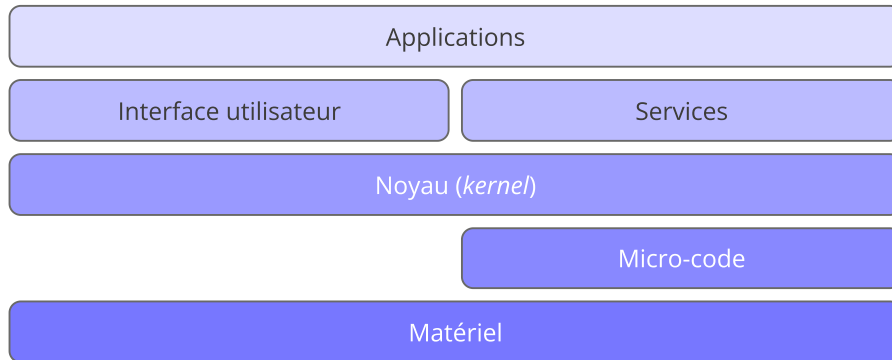 Applications
Interface utilisateur
Services
Noyau (kernel)
Micro-code
Matériel